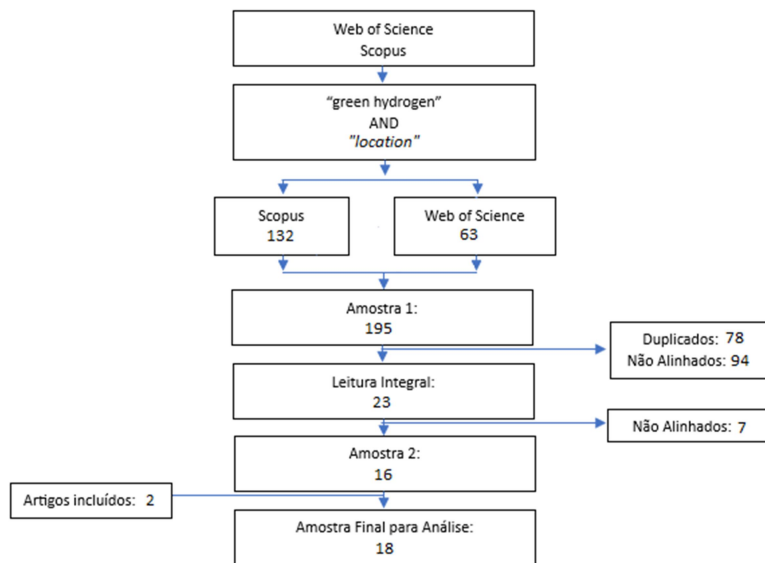 Web of Science
Scopus
“green hydrogen”
AND
"location"
Scopus
132
Web of Science
63
Amostra 1:
195
Duplicados: 78
Não Alinhados: 94
Leitura Integral:
23
Não Alinhados: 7
Amostra 2:
16
Artigos incluídos: 2
Amostra Final para Análise:
18